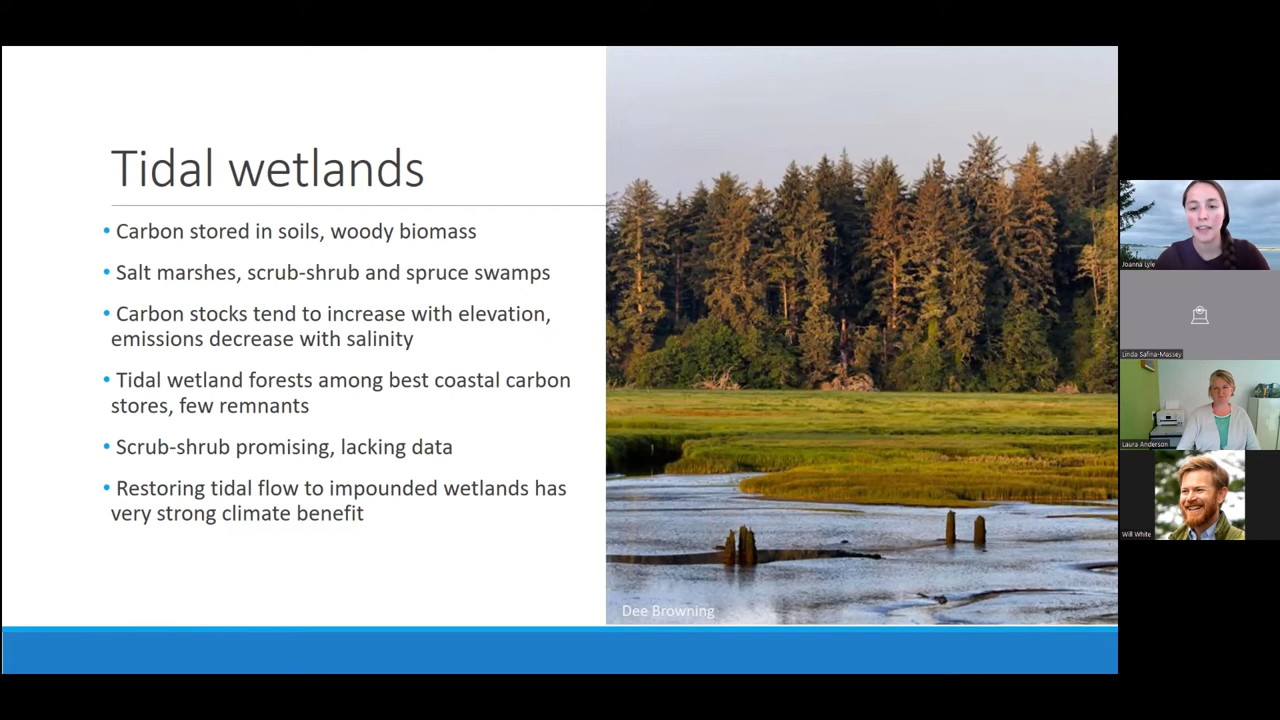 Tidal wetlands
• Carbon stored in soils, woody biomass
• Salt marshes, scrub-shrub and spruce swamps
• Carbon stocks tend to increase with elevation,
emissions decrease with salinity
• Tidal wetland forests among best coastal carbon
stores, few remnants
• Scrub-shrub promising, lacking data
• Restoring tidal flow to impounded wetlands has
very strong climate benefit
Dee Browning
Joanna Lyle
Linda Safina-Massey
Laura Anderson
Will White